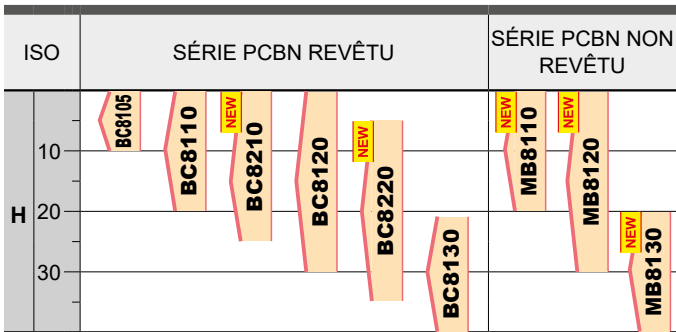 ISO
SÉRIE PCBN REVÊTU
SÉRIE PCBN NON
REVÊTU
H
10
20
30
BC8105
BC8110
NEW
BC8210
BC8120
NEW
BC8220
BC8130
NEW
MB8110
NEW
MB8120
NEW
MB8130